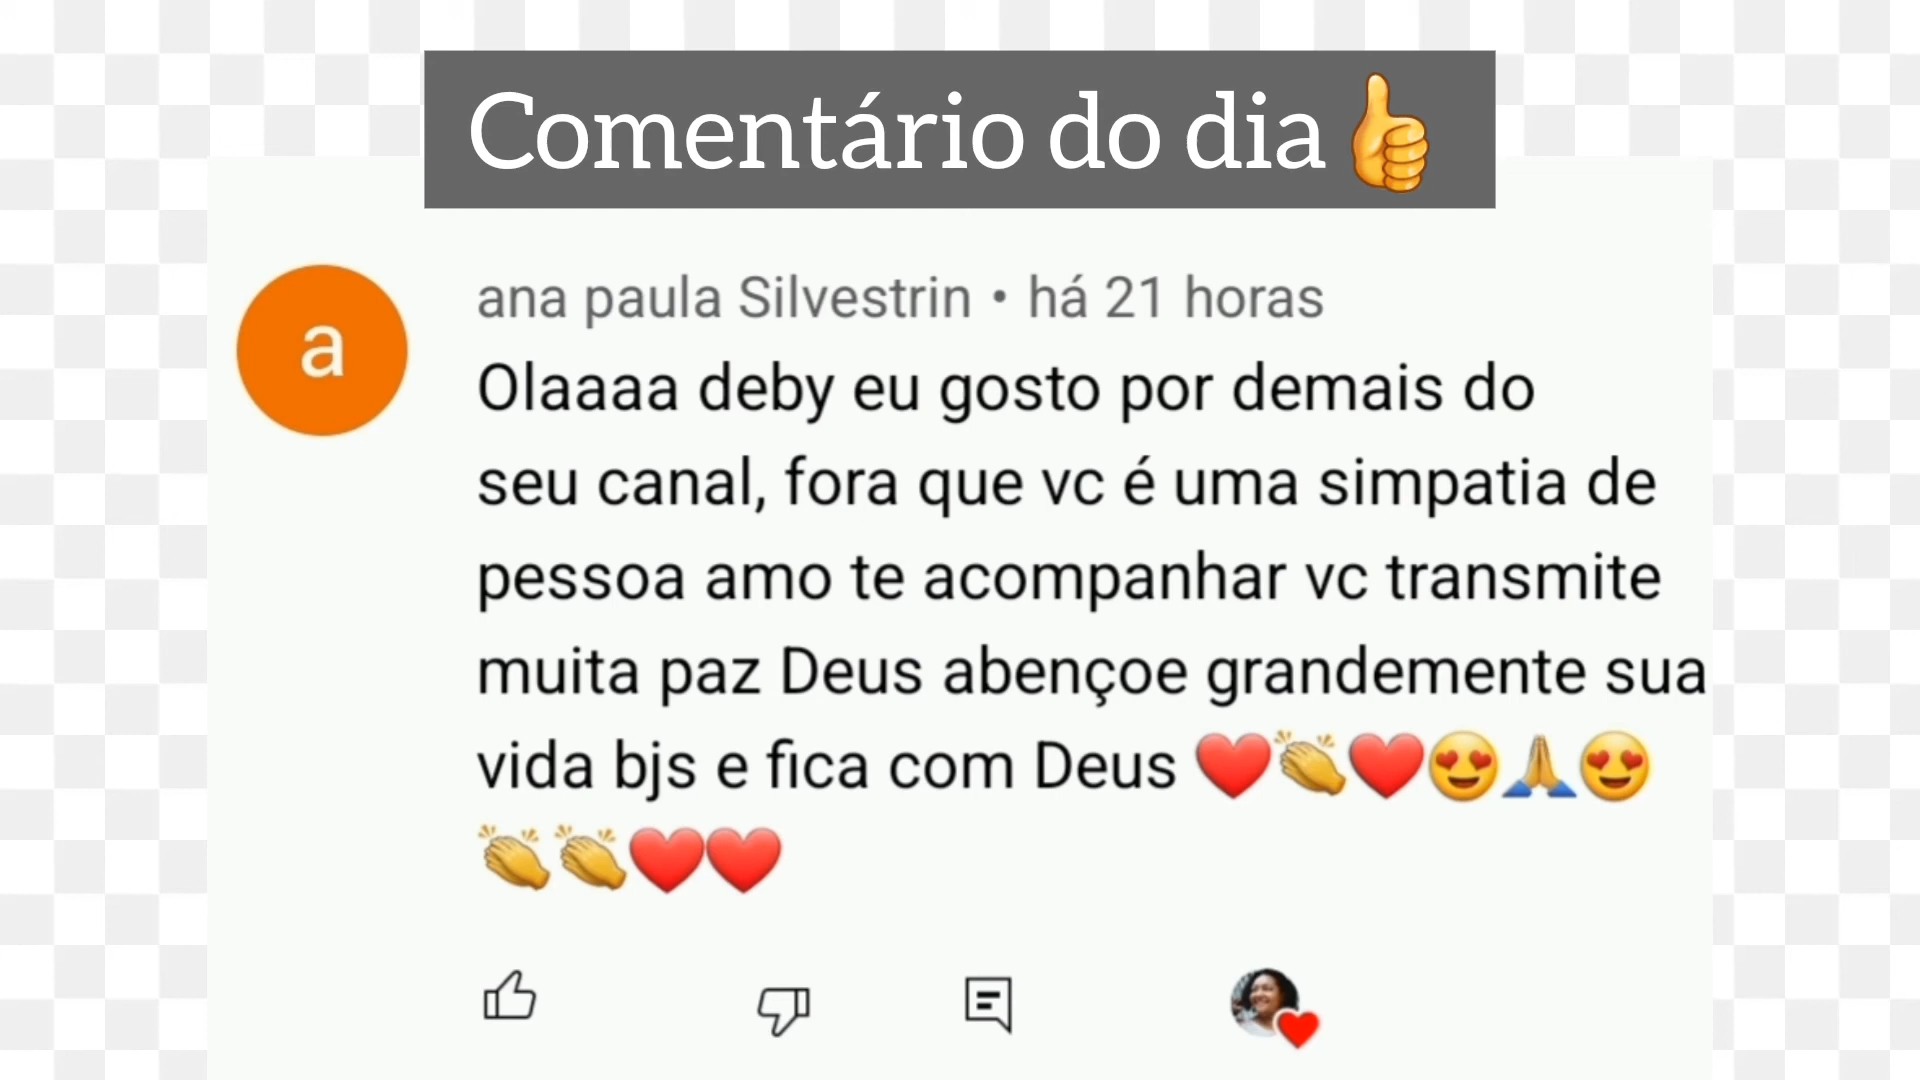 Comentário do dia👍
a
ana paula Silvestrin • há 21 horas
Olaaaa deby eu gosto por demais do
seu canal, fora que vc é uma simpatia de
pessoa amo te acompanhar vc transmite
muita paz Deus abençoe grandemente sua
vida bjs e fica com Deus ❤️👏❤️😍🙏😍
👏👏❤️❤️